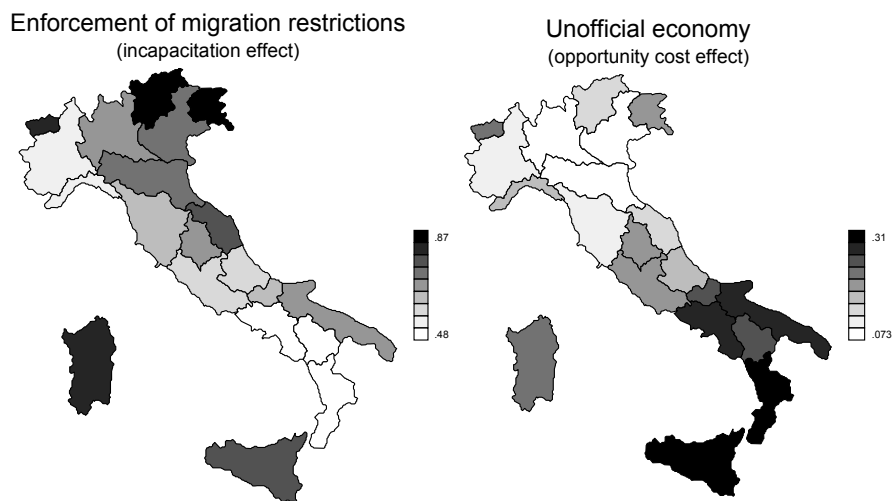 Enforcement of migration restrictions
(incapacitation effect)
.87
.48
Unofficial economy
(opportunity cost effect)
.31
.073